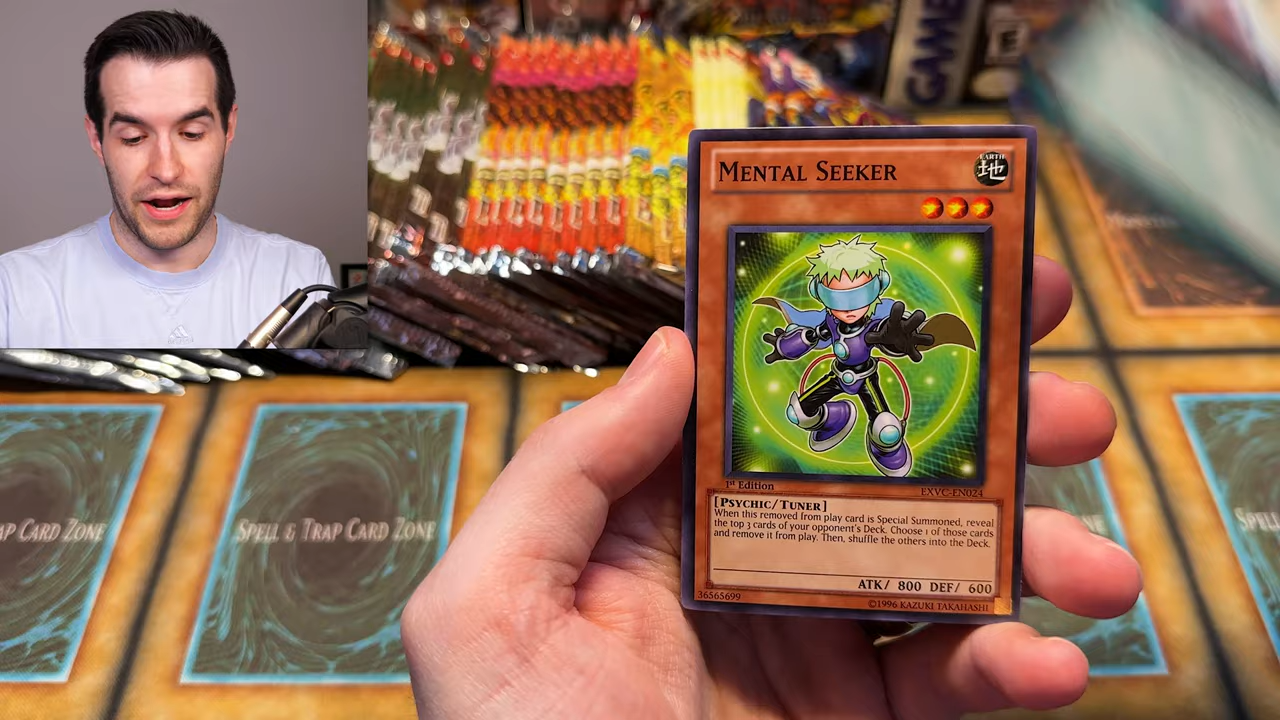 GAME
E
MENTAL SEEKER
EARTH
地
1st Edition
EXVC-EN024
[PSYCHIC/TUNER]
When this removed from play card is Special Summoned, reveal
the top 3 cards of your opponent's Deck. Choose 1 of those cards
and remove it from play. Then, shuffle the others into the Deck.
ATK/ 800 DEF/ 600
36565699
©1996 KAZUKI TAKAHASHI
AP CARD ZONE
SPELL & TRAP CARD ZONE
SPELL